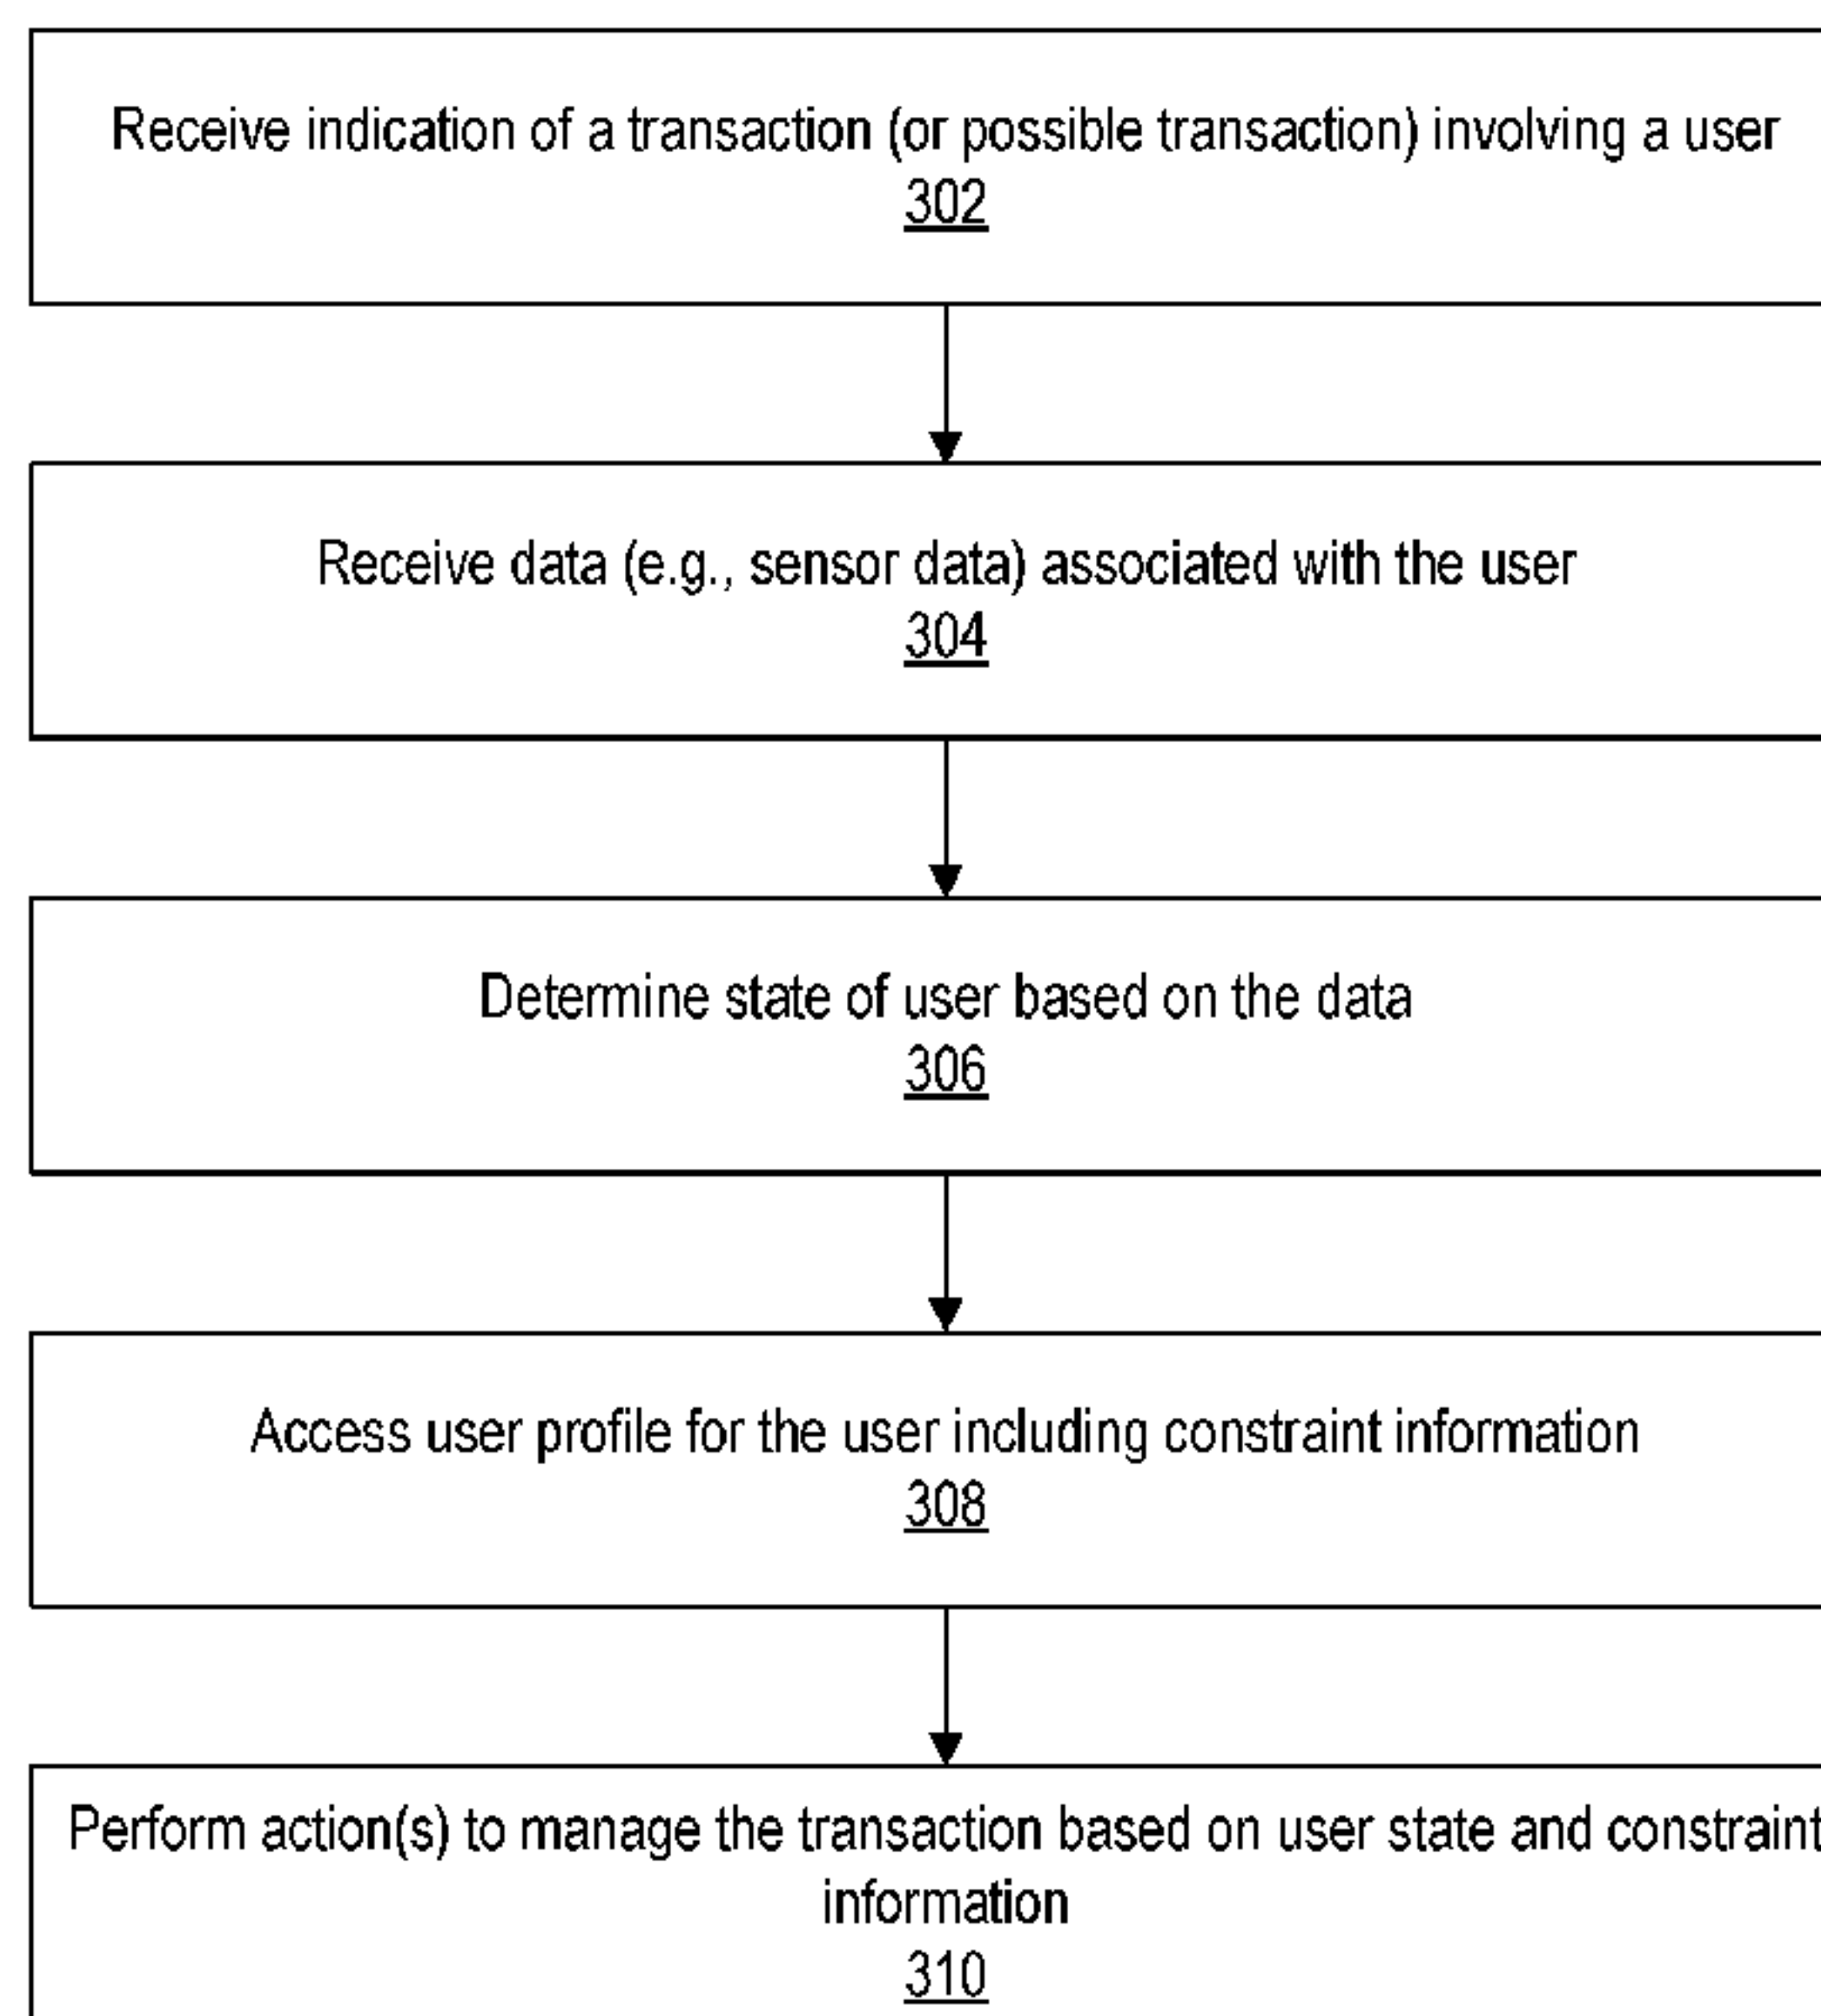 Receive indication of a transaction (or possible transaction) involving a user
302
Receive data (e.g., sensor data) associated with the user
304
Determine state of user based on the data
306
Access user profile for the user including constraint information
308
Perform action(s) to manage the transaction based on user state and constraint
information
310